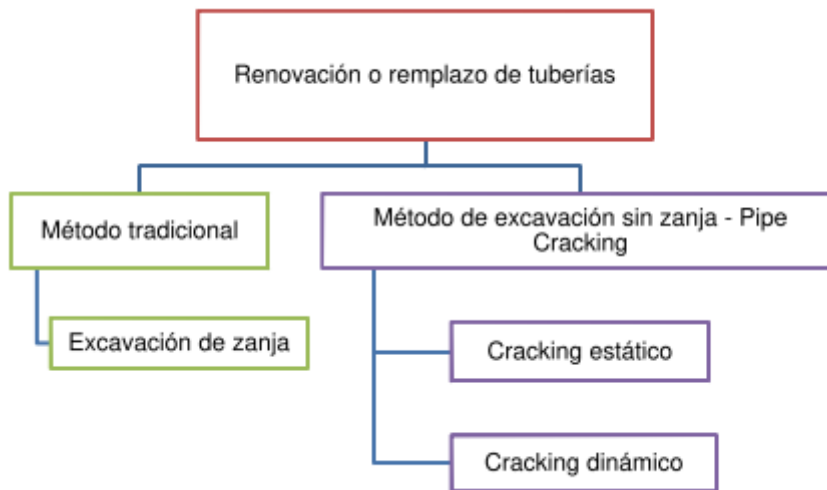 Renovación o remplazo de tuberías
Método tradicional
Método de excavación sin zanja - Pipe
Cracking
Excavación de zanja
Cracking estático
Cracking dinámico